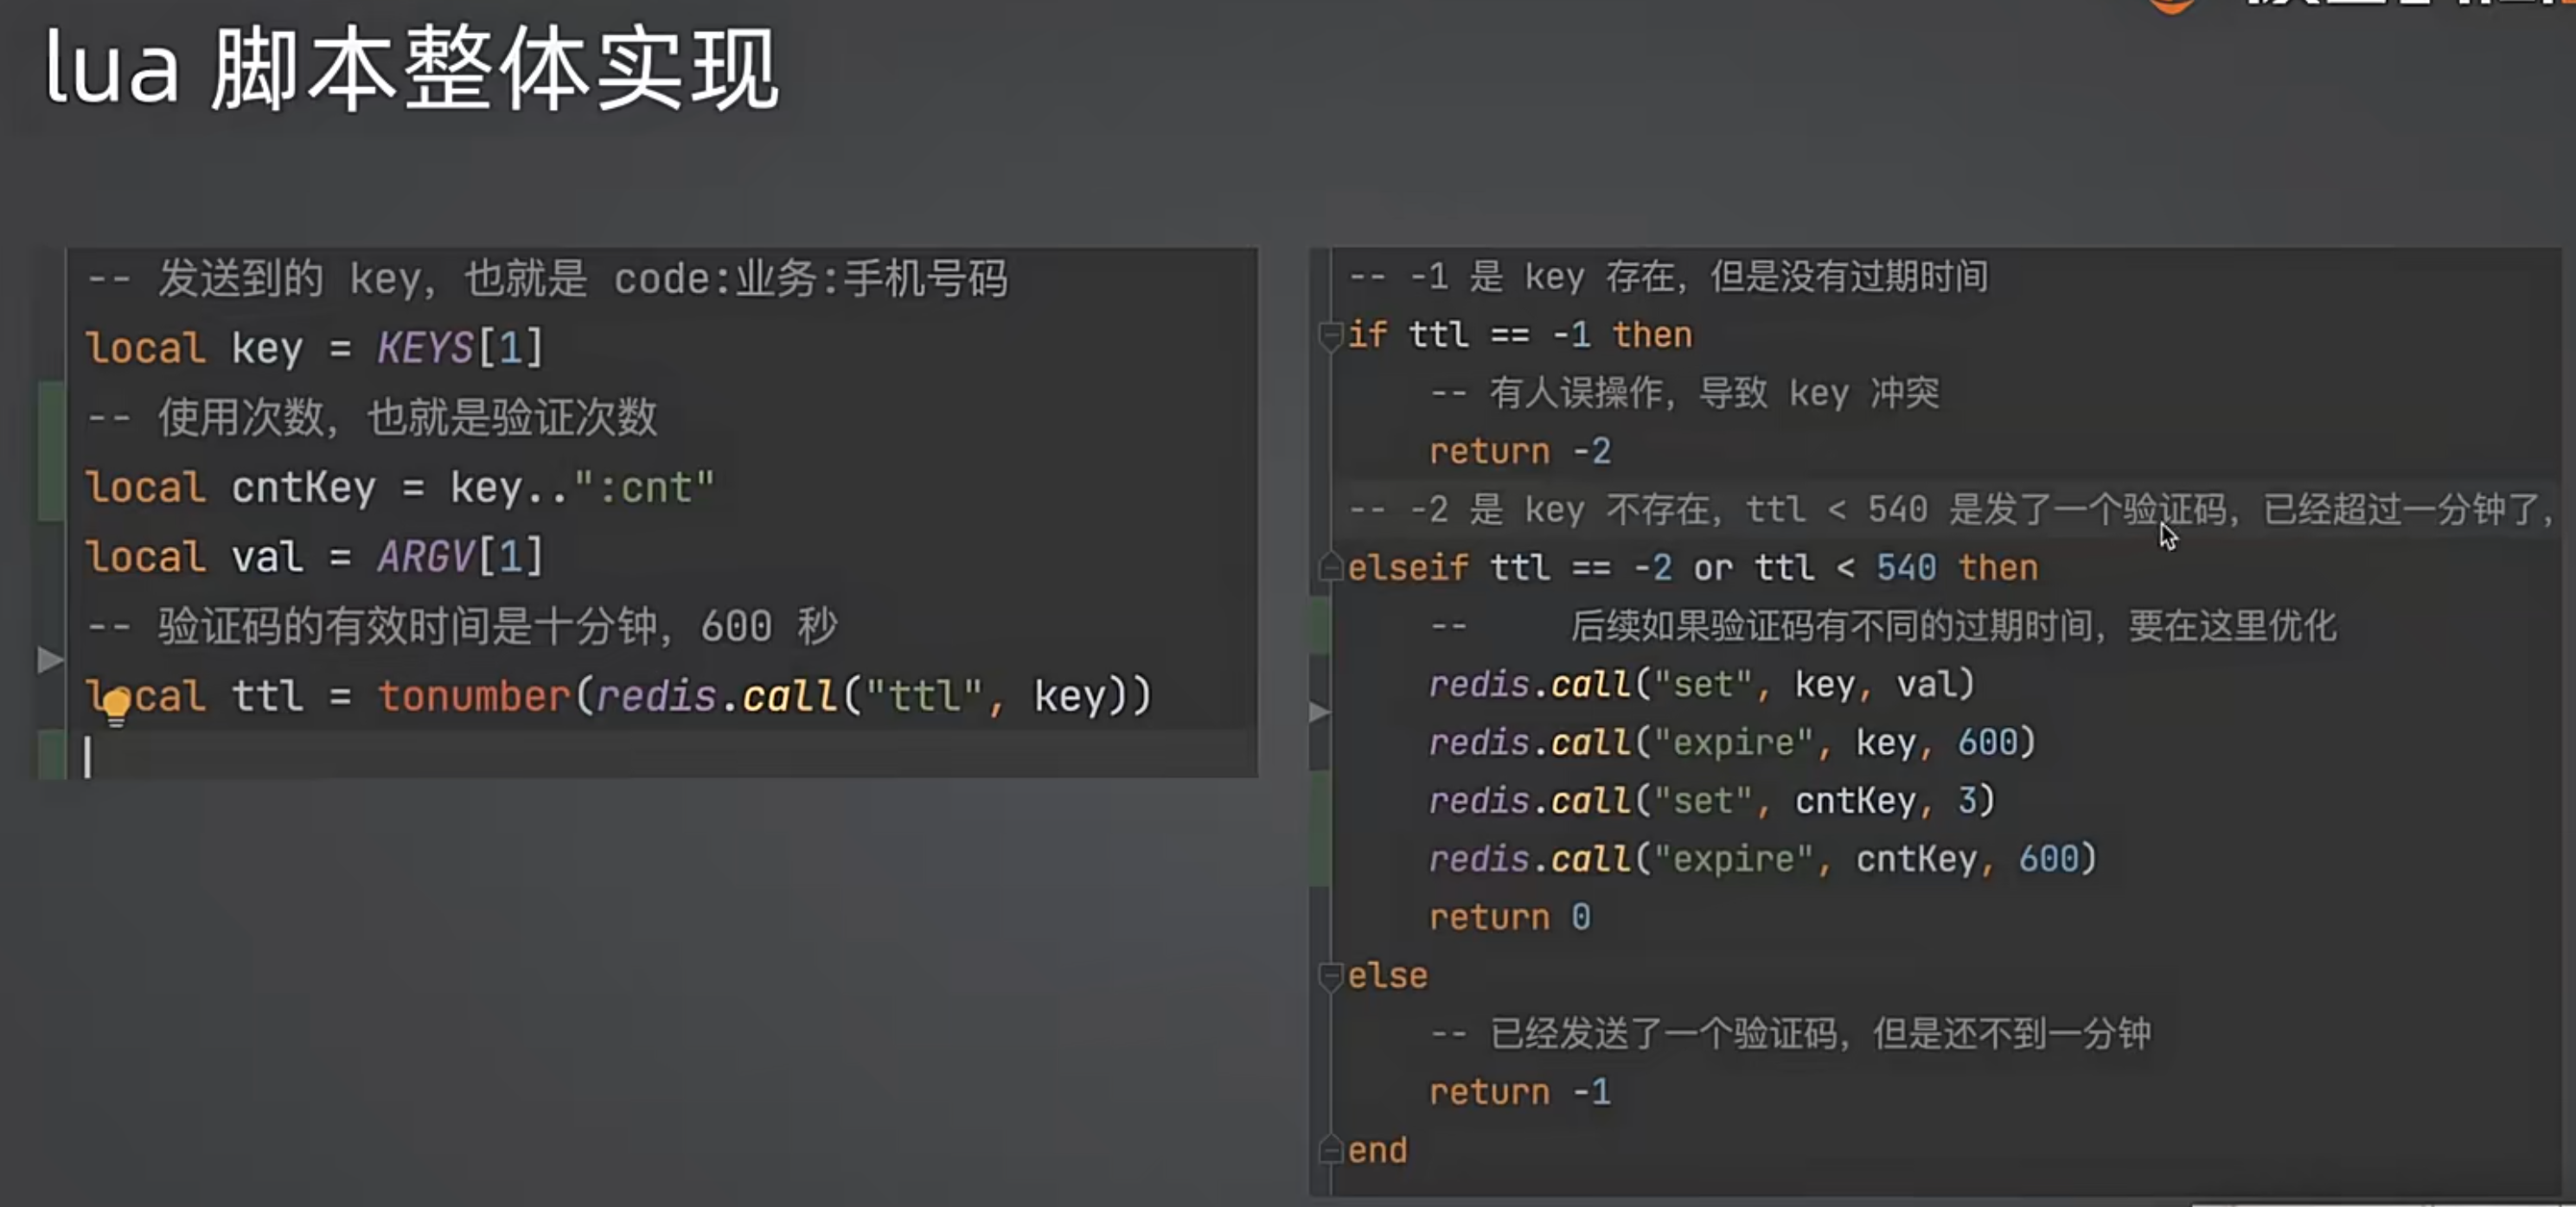 lua 脚本整体实现
-- 发送到的 key，也就是 code:业务:手机号码
local key = KEYS[1]
-- 使用次数，也就是验证次数
local cntKey = key..":cnt"
local val = ARGV[1]
-- 验证码的有效时间是十分钟，600 秒
local ttl = tonumber(redis.call("ttl", key))
-- -1 是 key 存在，但是没有过期时间
if ttl == -1 then
    -- 有人误操作，导致 key 冲突
    return -2
-- -2 是 key 不存在，ttl < 540 是发了一个验证码，已经超过一分钟了，
elseif ttl == -2 or ttl < 540 then
    --     后续如果验证码有不同的过期时间，要在这里优化
    redis.call("set", key, val)
    redis.call("expire", key, 600)
    redis.call("set", cntKey, 3)
    redis.call("expire", cntKey, 600)
    return 0
else
    -- 已经发送了一个验证码，但是还不到一分钟
    return -1
end